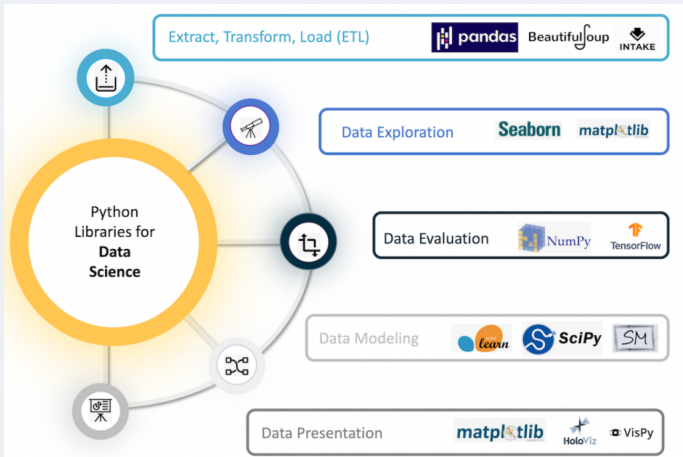 Extract, Transform, Load (ETL)
pandas
BeautifulSoup
INTAKE
Data Exploration
Seaborn
matplotlib
Python
Libraries for
Data
Science
Data Evaluation
NumPy
TensorFlow
Data Modeling
learn
SciPy
SM
Data Presentation
matplotlib
HoloViz
VisPy